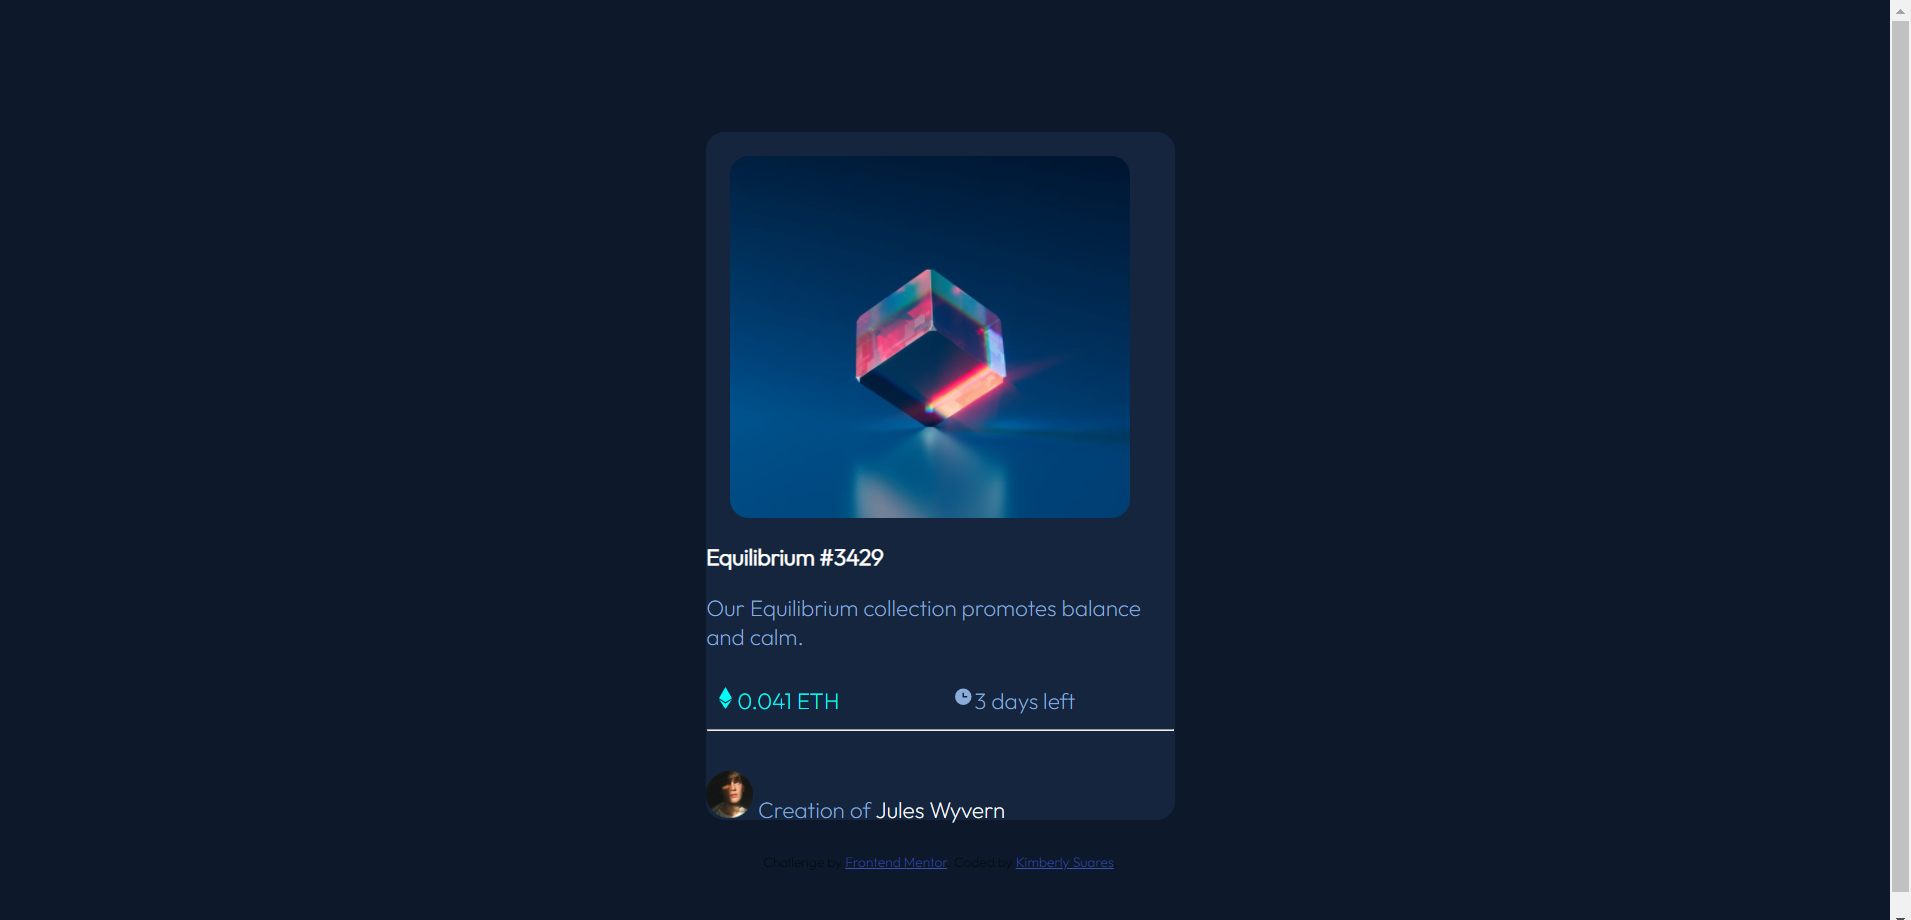 Equilibrium #3429
Our Equilibrium collection promotes balance
and calm.
0.041 ETH
3 days left
Creation of Jules Wyvern
Challenge by Frontend Mentor. Coded by Kimberly Suares.